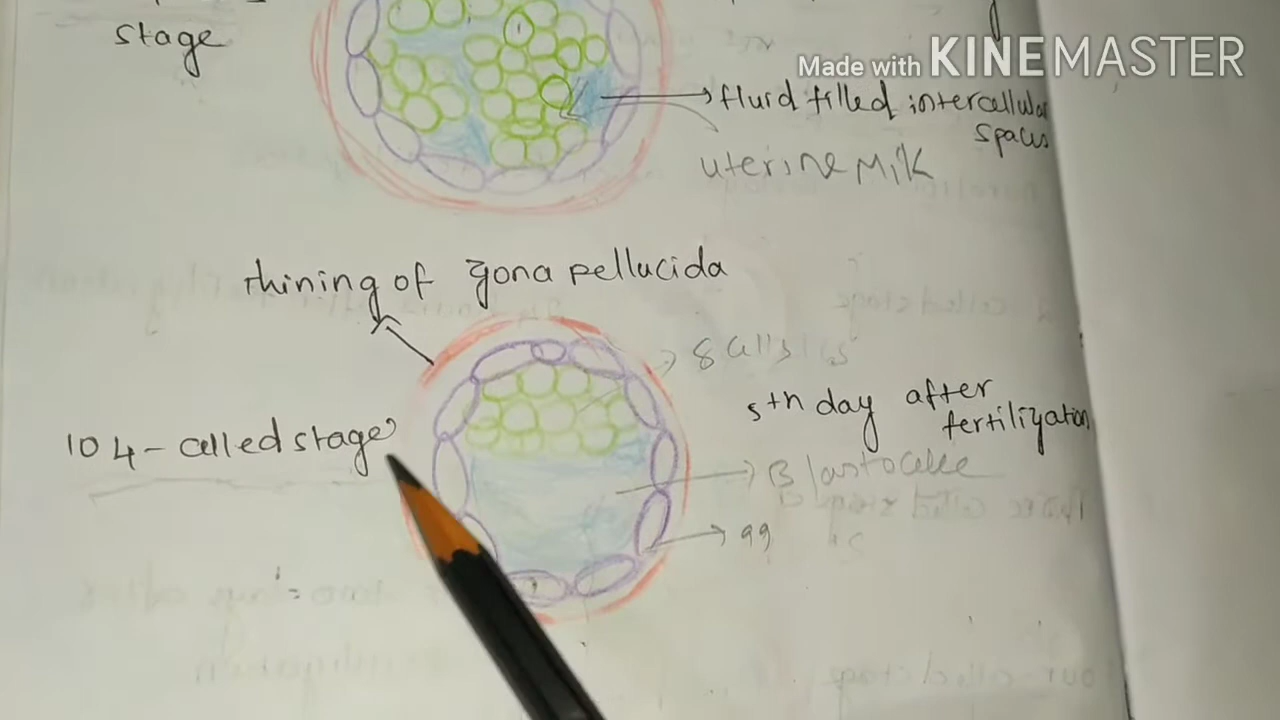 stage
Made with KINEMASTER
fluid filled intercellular
spaces
uterine Milk
thining of zona pellucida
8 cells
5th day after
fertilization
104-celled stage
Blastocele
99